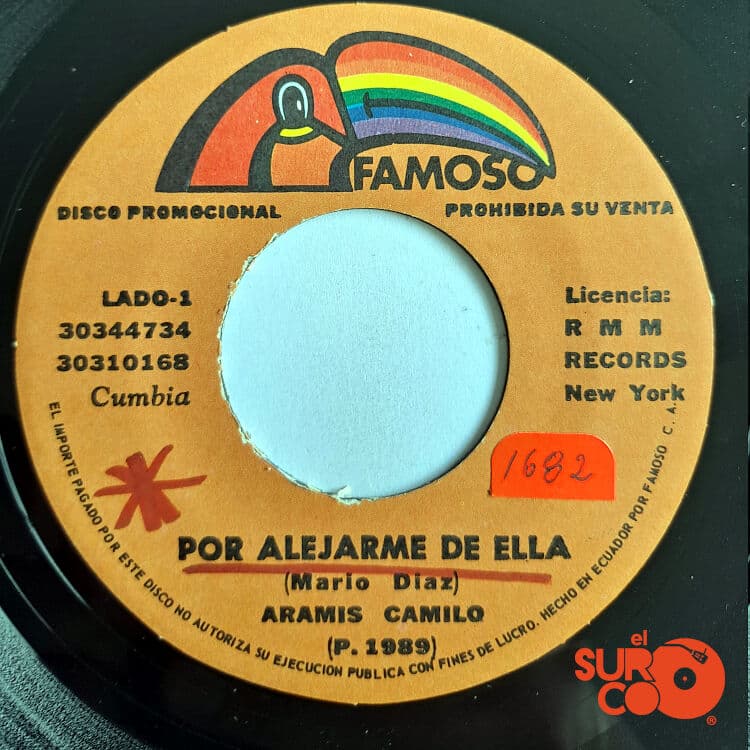 FAMOSO
DISCO PROMOCIONAL
PROHIBIDA SU VENTA
LADO-1
30344734
30310168
Cumbia
Licencia:
R M M
RECORDS
New York
1682
POR ALEJARME DE ELLA
(Mario Diaz)
ARAMIS CAMILO
(P. 1989)
EL IMPORTE PAGADO POR ESTE DISCO NO AUTORIZA SU EJECUCION PUBLICA CON FINES DE LUCRO. HECHO EN ECUADOR POR FAMOSO C. A.
el
SUR
CO
®